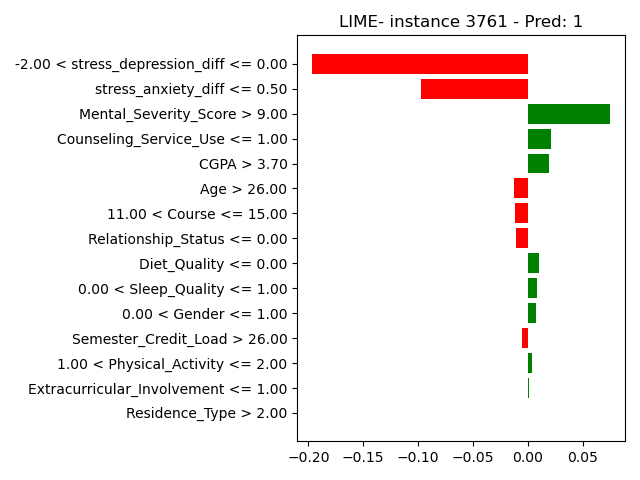 LIME- instance 3761 - Pred: 1
-2.00 < stress_depression_diff <= 0.00
stress_anxiety_diff <= 0.50
Mental_Severity_Score > 9.00
Counseling_Service_Use <= 1.00
CGPA > 3.70
Age > 26.00
11.00 < Course <= 15.00
Relationship_Status <= 0.00
Diet_Quality <= 0.00
0.00 < Sleep_Quality <= 1.00
0.00 < Gender <= 1.00
Semester_Credit_Load > 26.00
1.00 < Physical_Activity <= 2.00
Extracurricular_Involvement <= 1.00
Residence_Type > 2.00
−0.20 −0.15 −0.10 −0.05 0.00 0.05